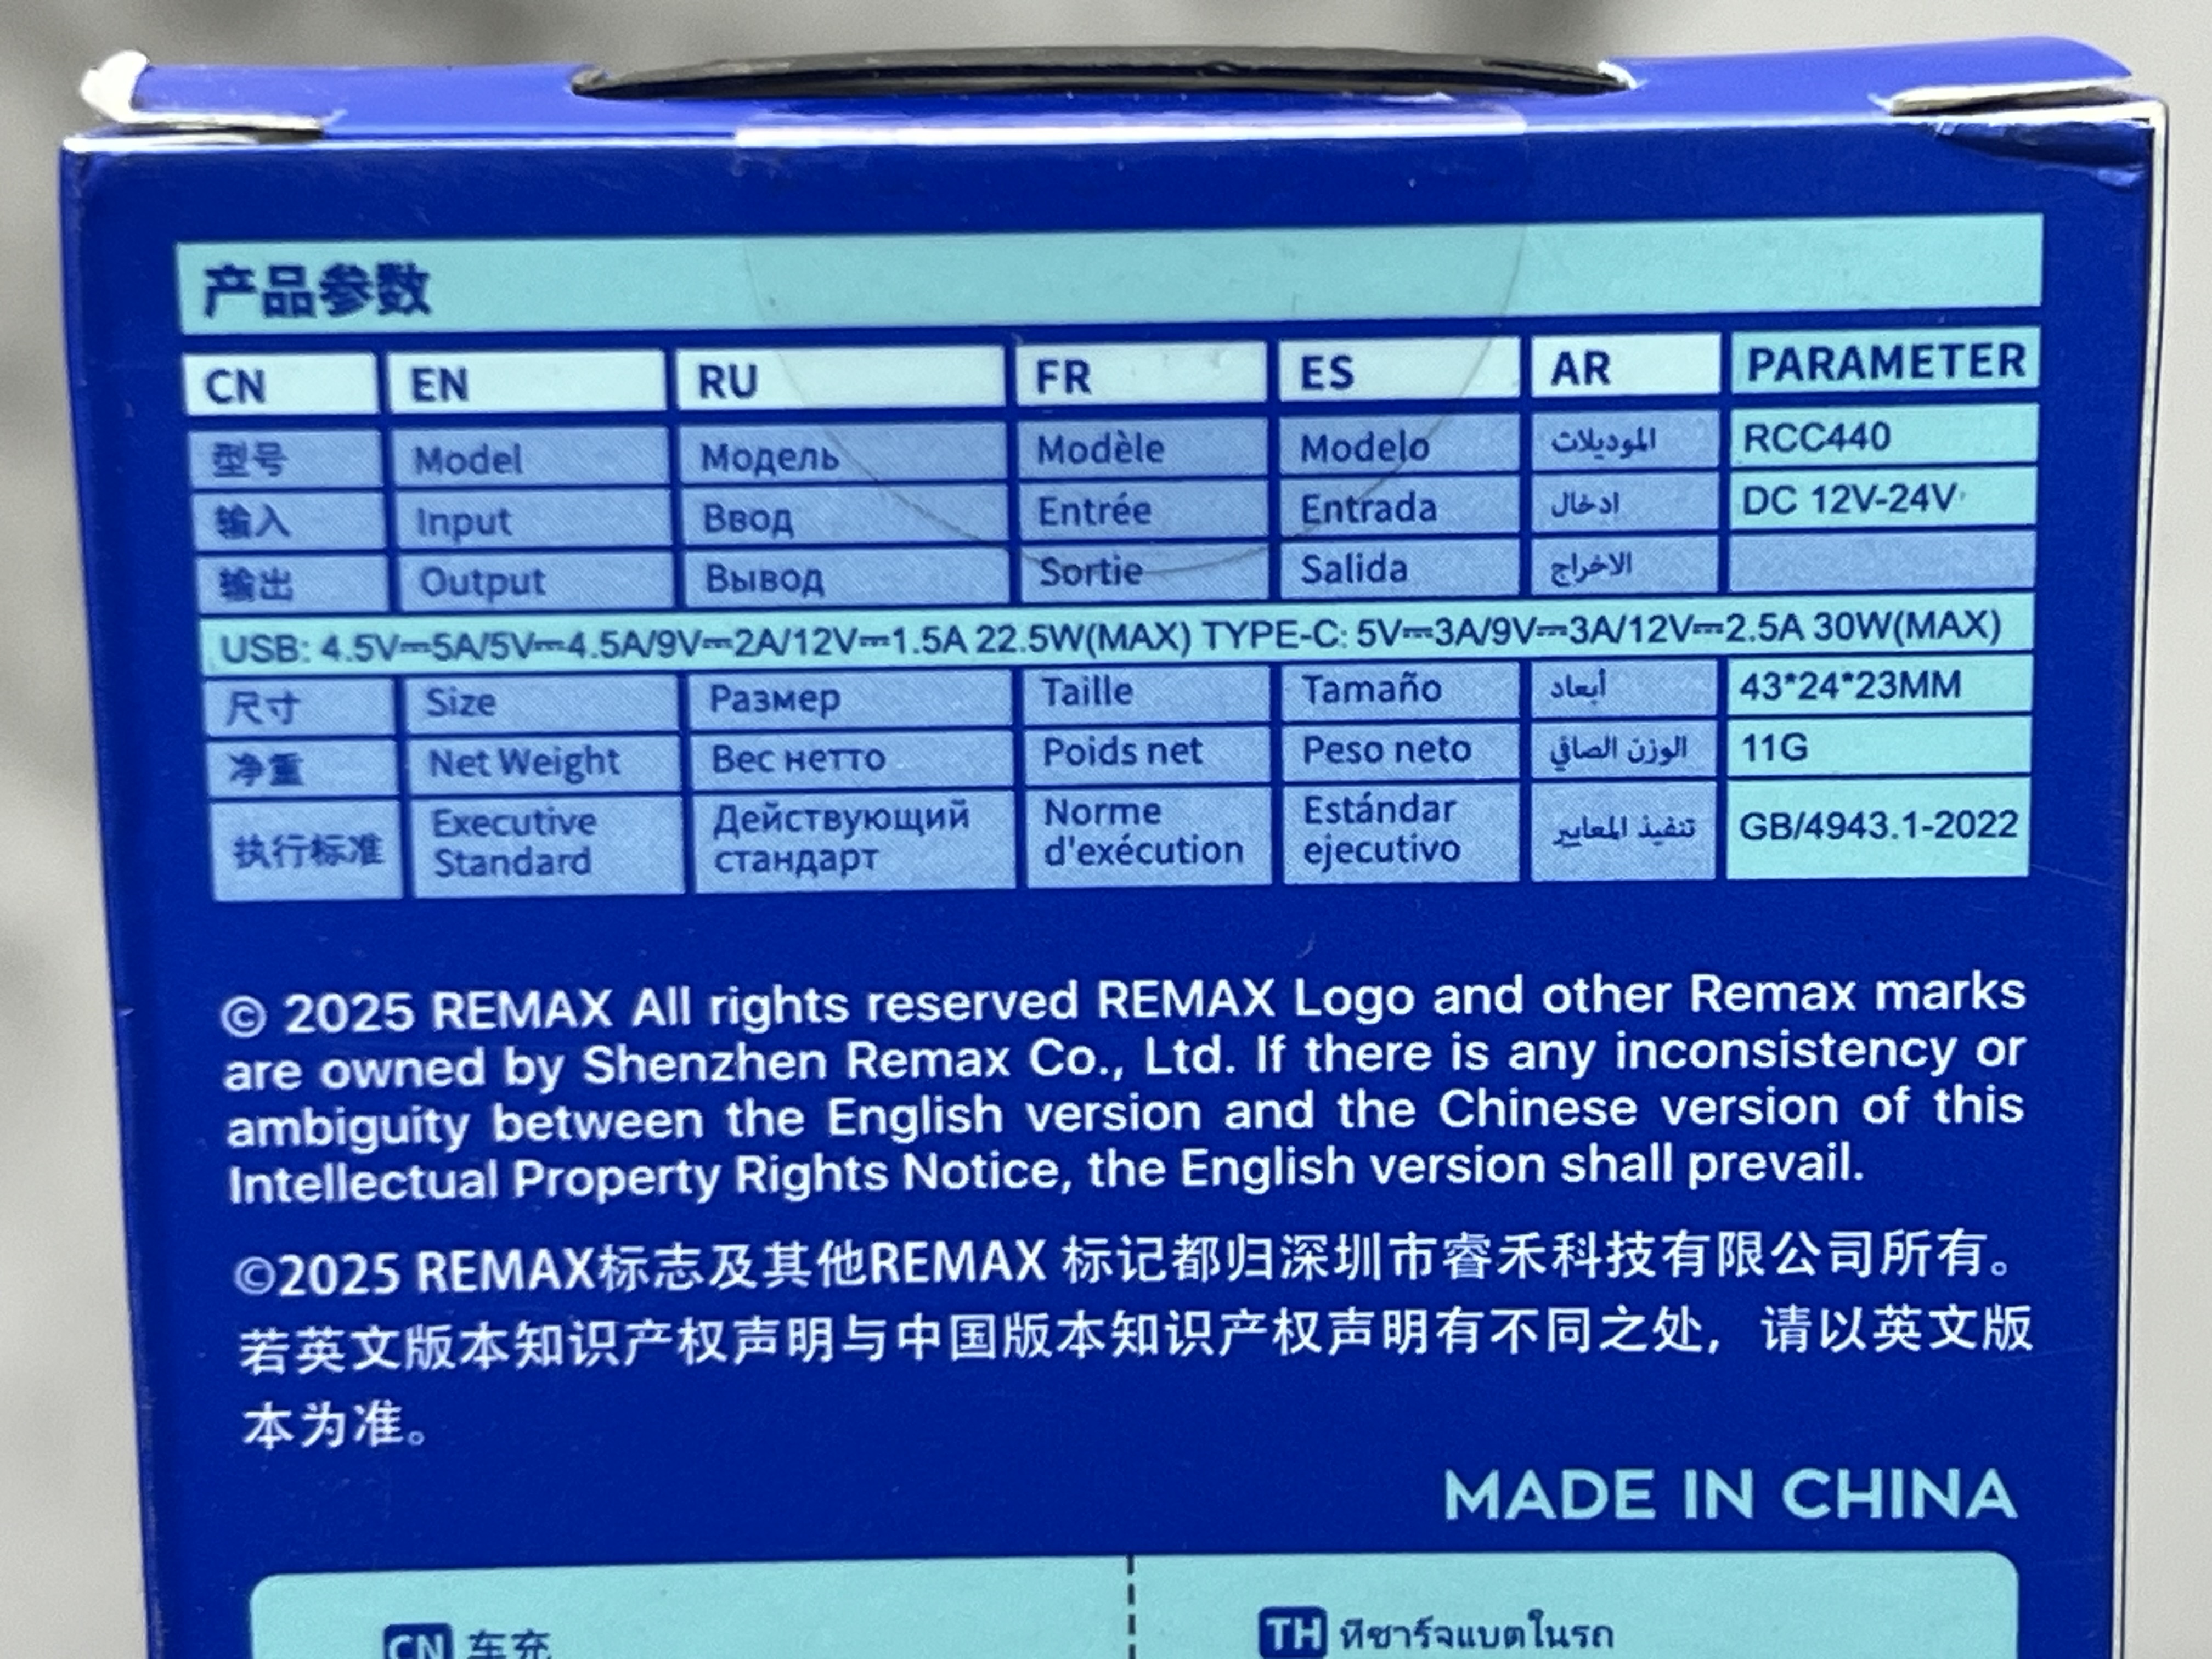 产品参数
CN EN RU FR ES AR PARAMETER
型号 Model Модель Modèle Modelo الموديلات RCC440
输入 Input Ввод Entrée Entrada ادخال DC 12V-24V
输出 Output Вывод Sortie Salida الاخراج
USB: 4.5V⎓5A/5V⎓4.5A/9V⎓2A/12V⎓1.5A 22.5W(MAX) TYPE-C: 5V⎓3A/9V⎓3A/12V⎓2.5A 30W(MAX)
尺寸 Size Размер Taille Tamaño أبعاد 43*24*23MM
净重 Net Weight Вес нетто Poids net Peso neto الوزن الصافي 11G
执行标准 Executive Standard Действующий стандарт Norme d'exécution Estándar ejecutivo تنفيذ المعايير GB/4943.1-2022
© 2025 REMAX All rights reserved REMAX Logo and other Remax marks
are owned by Shenzhen Remax Co., Ltd. If there is any inconsistency or
ambiguity between the English version and the Chinese version of this
Intellectual Property Rights Notice, the English version shall prevail.
©2025 REMAX标志及其他REMAX 标记都归深圳市睿禾科技有限公司所有。
若英文版本知识产权声明与中国版本知识产权声明有不同之处，请以英文版
本为准。
MADE IN CHINA
CN 车充 TH ที่ชาร์จแบตในรถ